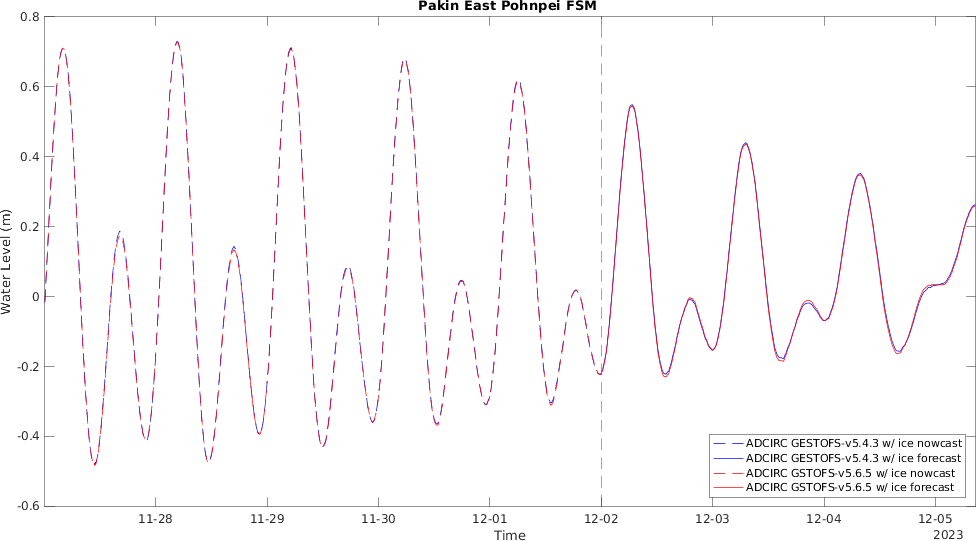 Pakin East Pohnpei FSM
0.8
0.6
0.4
0.2
0
-0.2
-0.4
-0.6
Water Level (m)
11-28
11-29
11-30
12-01
12-02
12-03
12-04
12-05
Time
2023
ADCIRC GESTOFS-v5.4.3 w/ ice nowcast
ADCIRC GESTOFS-v5.4.3 w/ ice forecast
ADCIRC GSTOFS-v5.6.5 w/ ice nowcast
ADCIRC GSTOFS-v5.6.5 w/ ice forecast